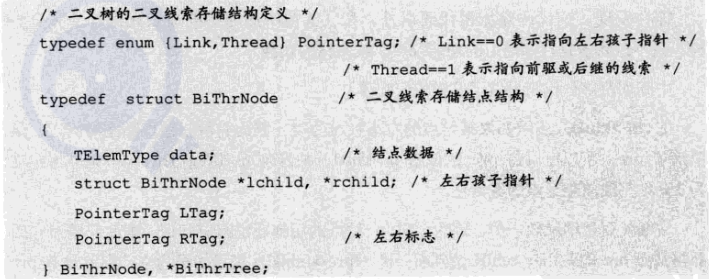 /* 二叉树的二叉线索存储结构定义 */
typedef enum {Link,Thread} PointerTag; /* Link==0 表示指向左右孩子指针 */
/* Thread==1 表示指向前驱或后继的线索 */
typedef struct BiThrNode /* 二叉线索存储结点结构 */
{
TElemType data; /* 结点数据 */
struct BiThrNode *lchild, *rchild; /* 左右孩子指针 */
PointerTag LTag;
PointerTag RTag; /* 左右标志 */
} BiThrNode, *BiThrTree;